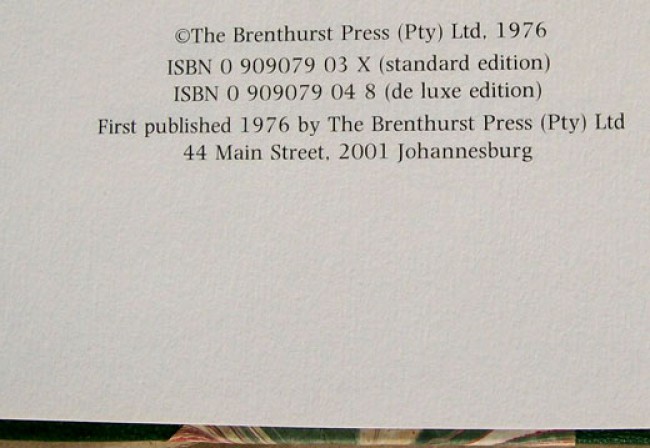 ©The Brenthurst Press (Pty) Ltd, 1976
ISBN 0 909079 03 X (standard edition)
ISBN 0 909079 04 8 (de luxe edition)
First published 1976 by The Brenthurst Press (Pty) Ltd
44 Main Street, 2001 Johannesburg